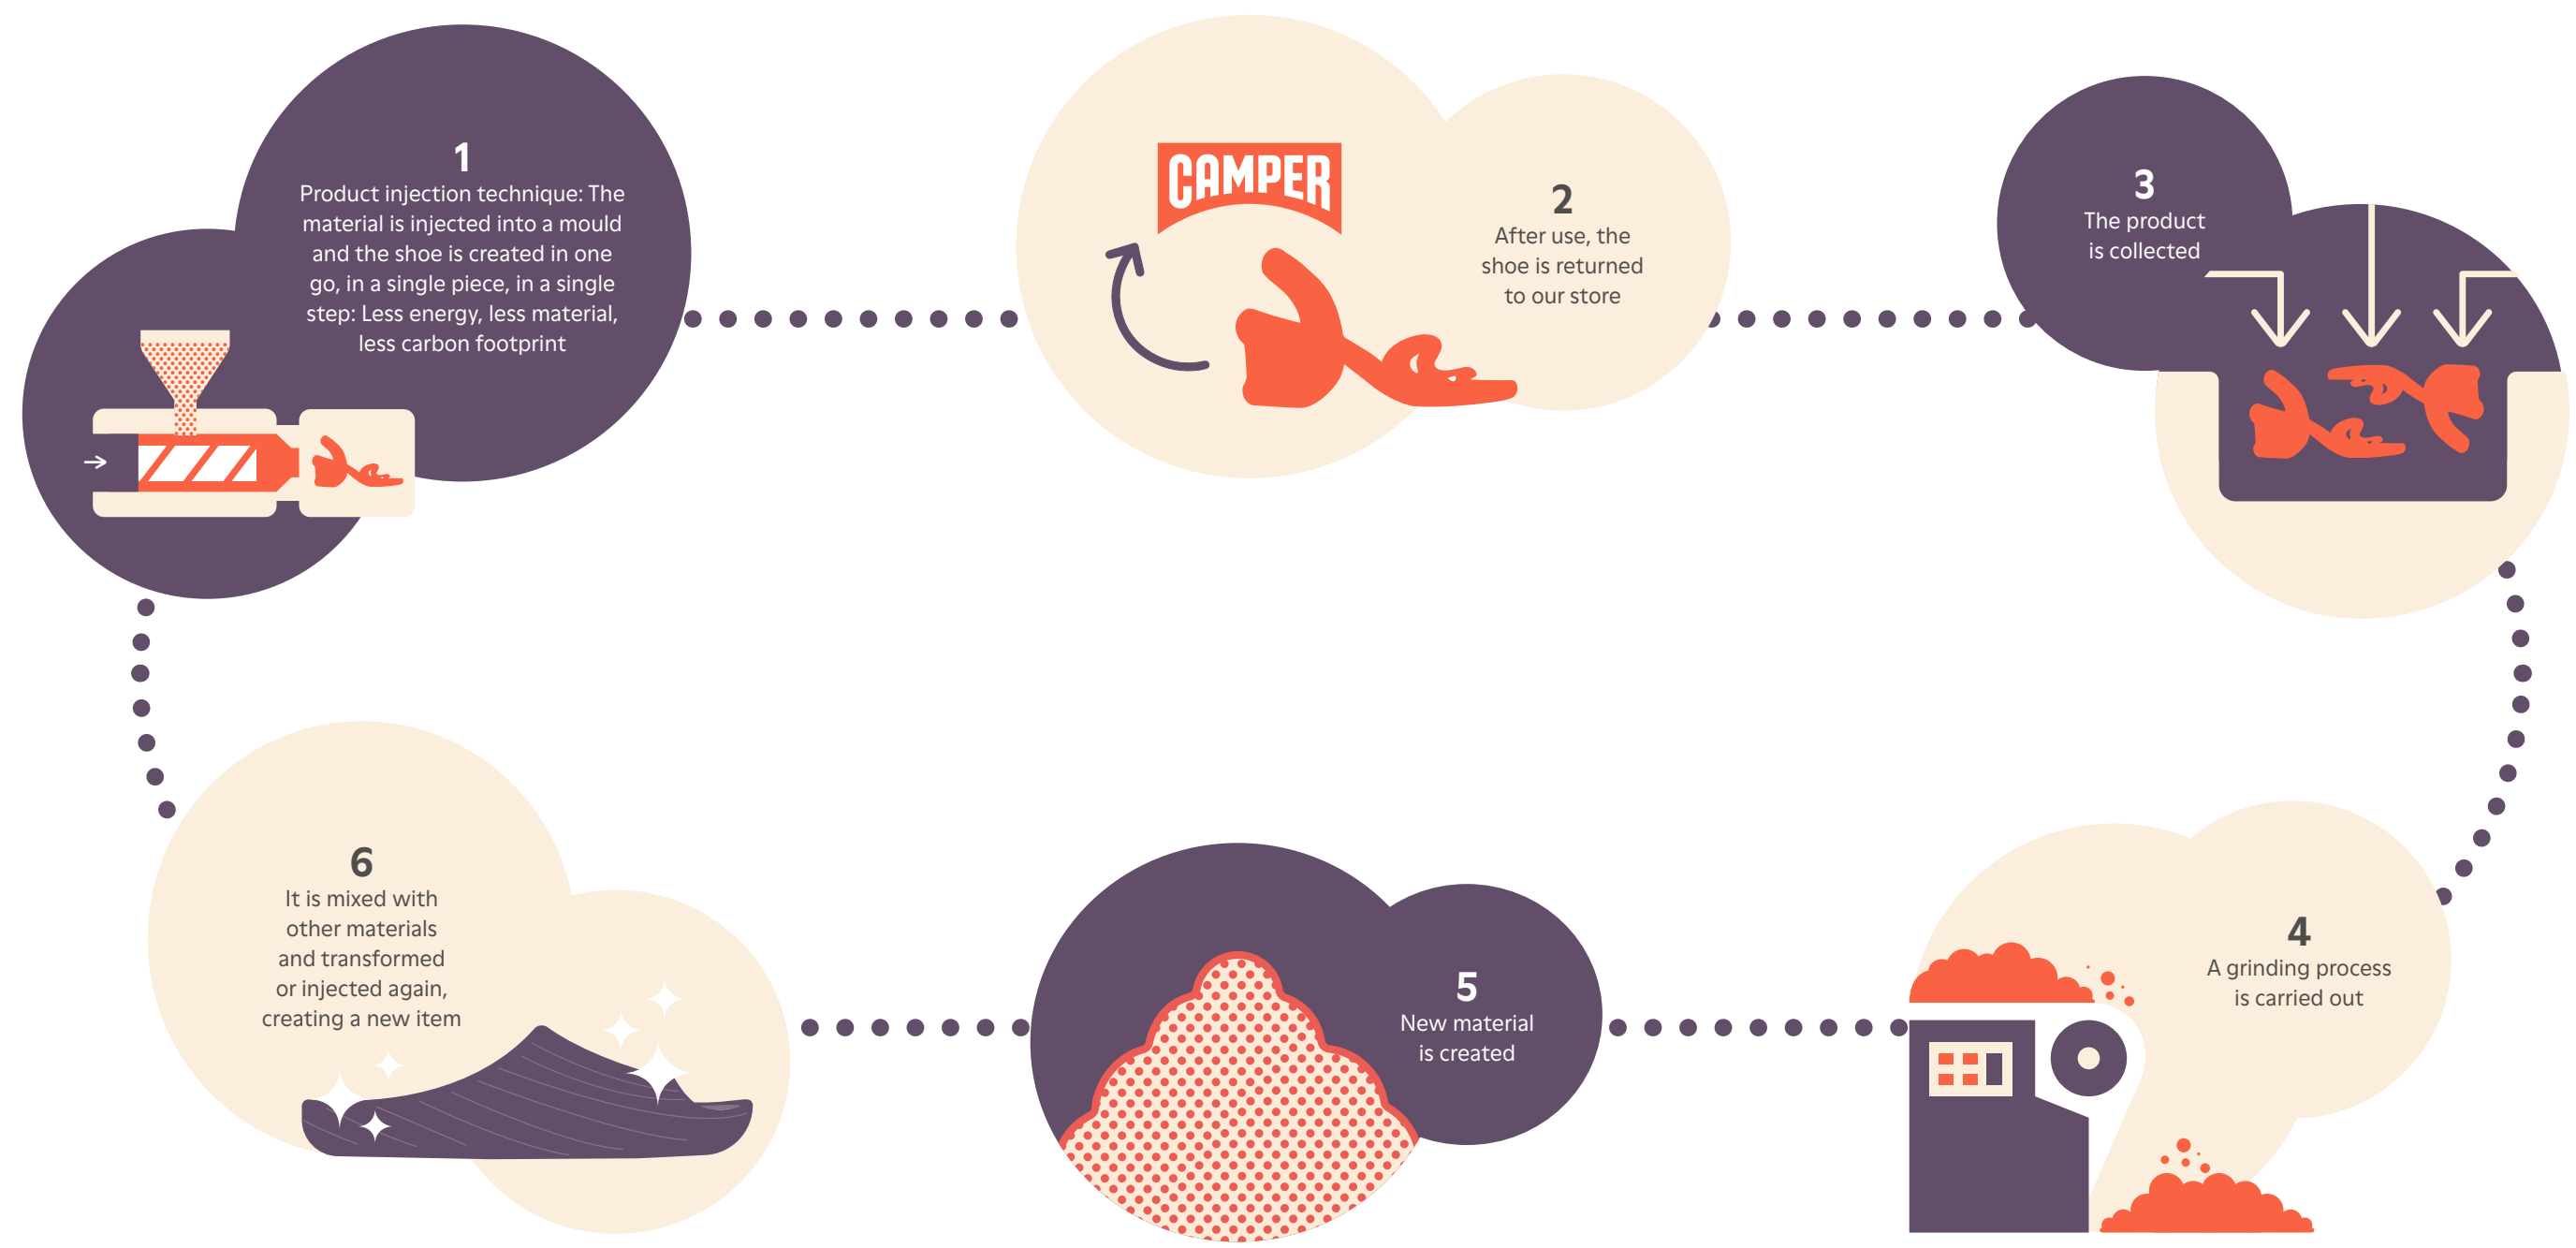 1
Product injection technique: The
material is injected into a mould
and the shoe is created in one
go, in a single piece, in a single
step: Less energy, less material,
less carbon footprint
CAMPER
2
After use, the
shoe is returned
to our store
3
The product
is collected
4
A grinding process
is carried out
5
New material
is created
6
It is mixed with
other materials
and transformed
or injected again,
creating a new item